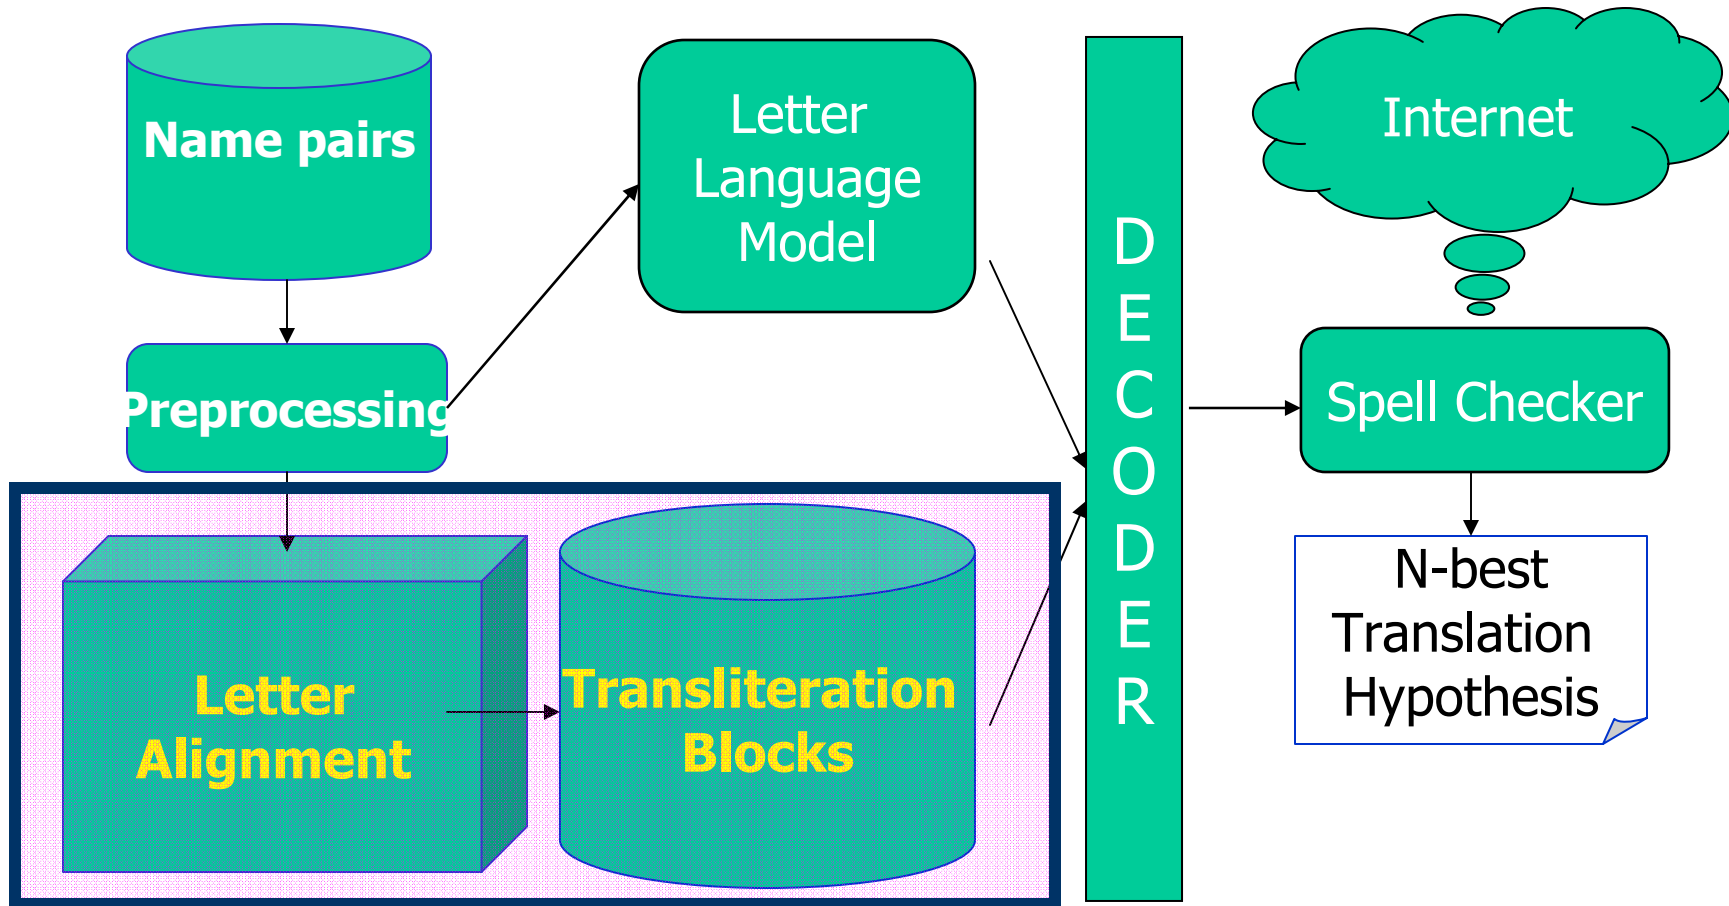 Name pairs
Preprocessing
Letter
Language
Model
Letter
Alignment
Transliteration
Blocks
D
E
C
O
D
E
R
Internet
Spell Checker
N-best
Translation
Hypothesis